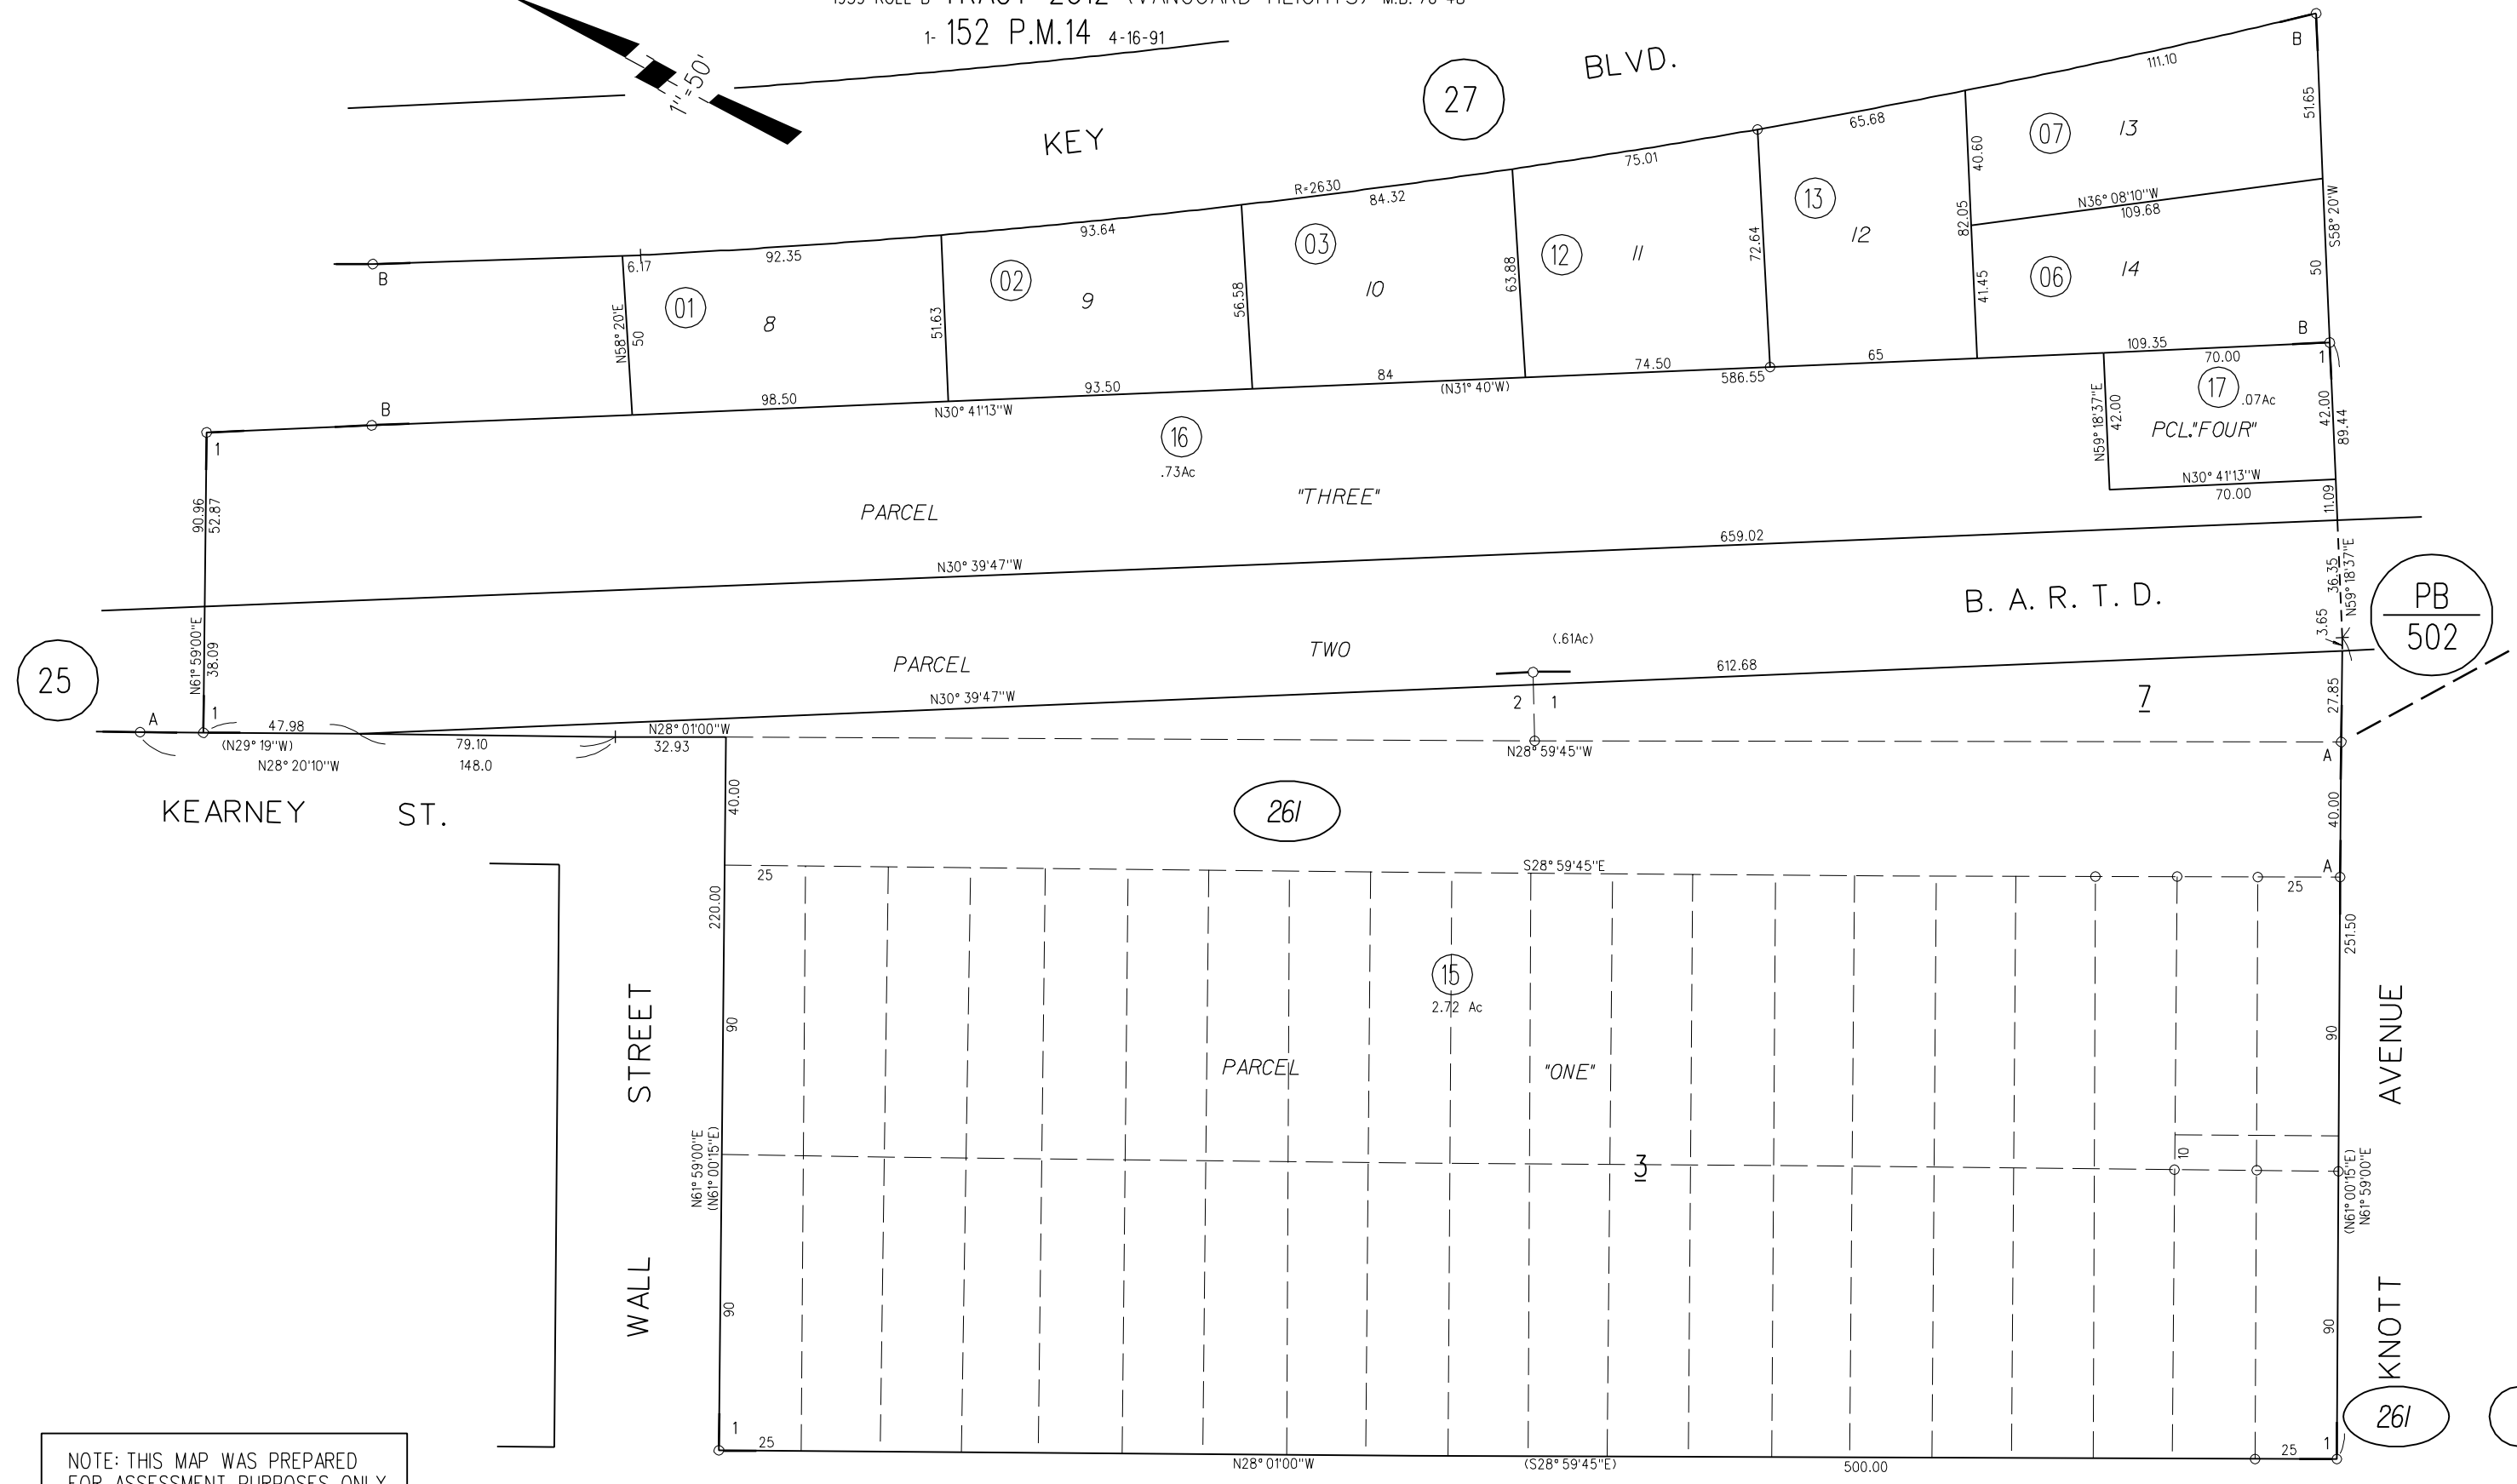 152 P.M.14 4-16-91
1"=50'
KEY
BLVD.
27
B
111.10
51.65
65.68
75.01
R=2630
84.32
93.64
92.35
6.17
B
07 13
40.60
N36° 08'10"W
109.68
82.05
13
12
72.64
12
11
03
10
02
9
01
8
63.88
56.58
51.63
N58° 20'E
50
06 14
41.45
S58° 20'W
50
B
1
109.35
70.00
65
586.55
74.50
(N31° 40'W)
84
93.50
N30° 41'13"W
98.50
B
1
17
.07Ac
PCL."FOUR"
N59° 18'37"E
42.00
42.00
89.44
N30° 41'13"W
70.00
11.09
16
.73Ac
PARCEL "THREE"
90.96
52.87
659.02
N30° 39'47"W
36.35
N59° 18'37"E
B. A. R. T. D.
PB
502
3.65
PARCEL TWO
(.61Ac)
612.68
N30° 39'47"W
2 1
7
27.85
25
N61° 59'00"E
38.09
A
1
47.98
(N29° 19'W)
N28° 20'10"W
79.10
148.0
N28° 01'00"W
32.93
N28° 59'45"W
A
KEARNEY ST.
40.00
261
40.00
S28° 59'45"E
25
25
A
220.00
251.50
15
2.72 Ac
PARCEL "ONE"
90
90
WALL STREET
KNOTT AVENUE
N61° 59'00"E
(N61° 00'15"E)
3
10
(N61° 00'15"E)
N61° 59'00"E
90
90
1
25
N28° 01'00"W
(S28° 59'45"E)
500.00
25
1
261
NOTE: THIS MAP WAS PREPARED
FOR ASSESSMENT PURPOSES ONLY